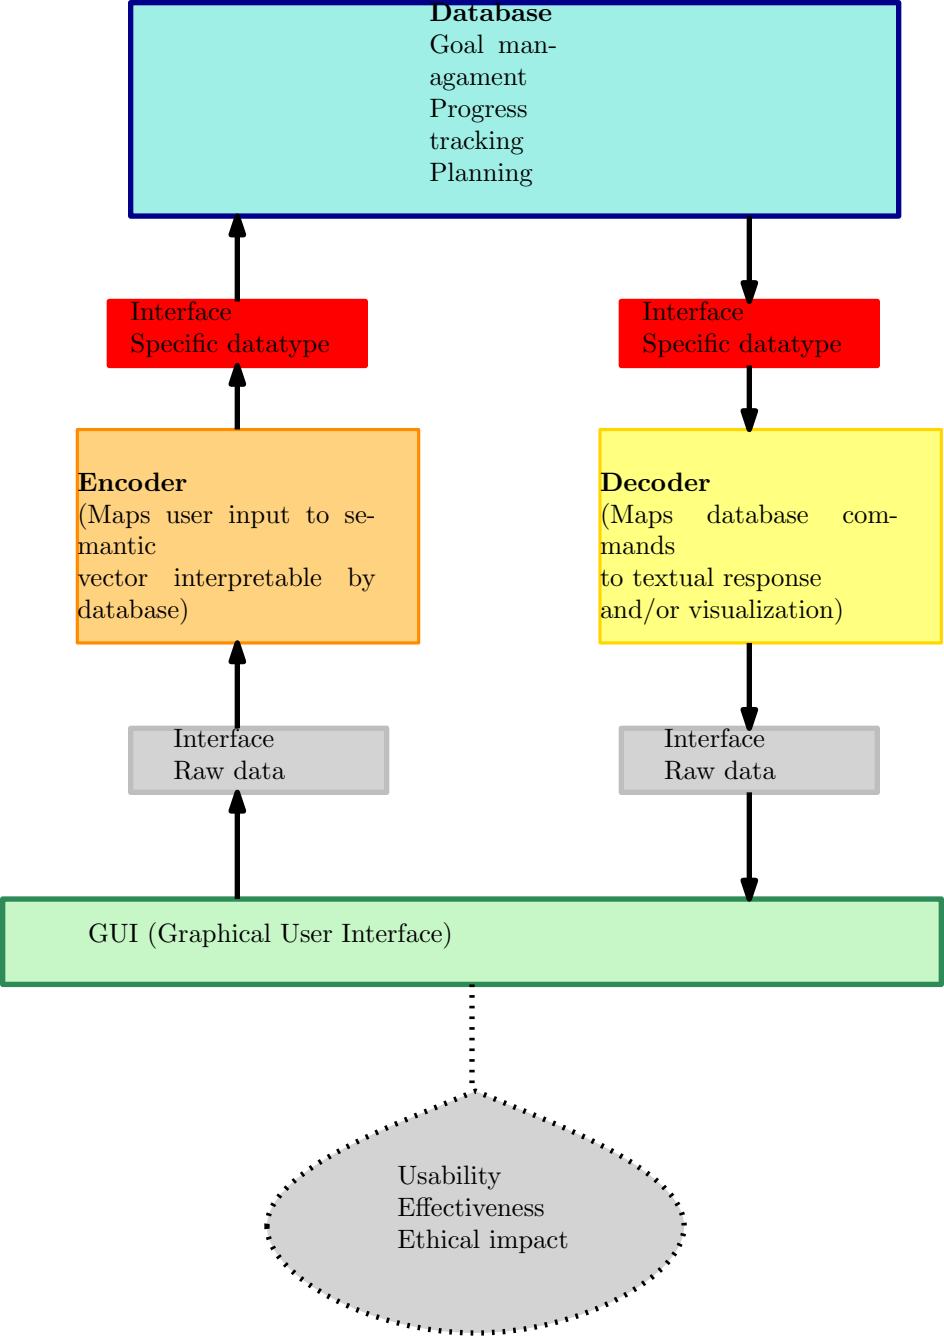 Database
Goal man-
agament
Progress
tracking
Planning
Interface
Specific datatype
Interface
Specific datatype
Encoder
(Maps user input to se-
mantic
vector interpretable by
database)
Decoder
(Maps database com-
mands
to textual response
and/or visualization)
Interface
Raw data
Interface
Raw data
GUI (Graphical User Interface)
Usability
Effectiveness
Ethical impact